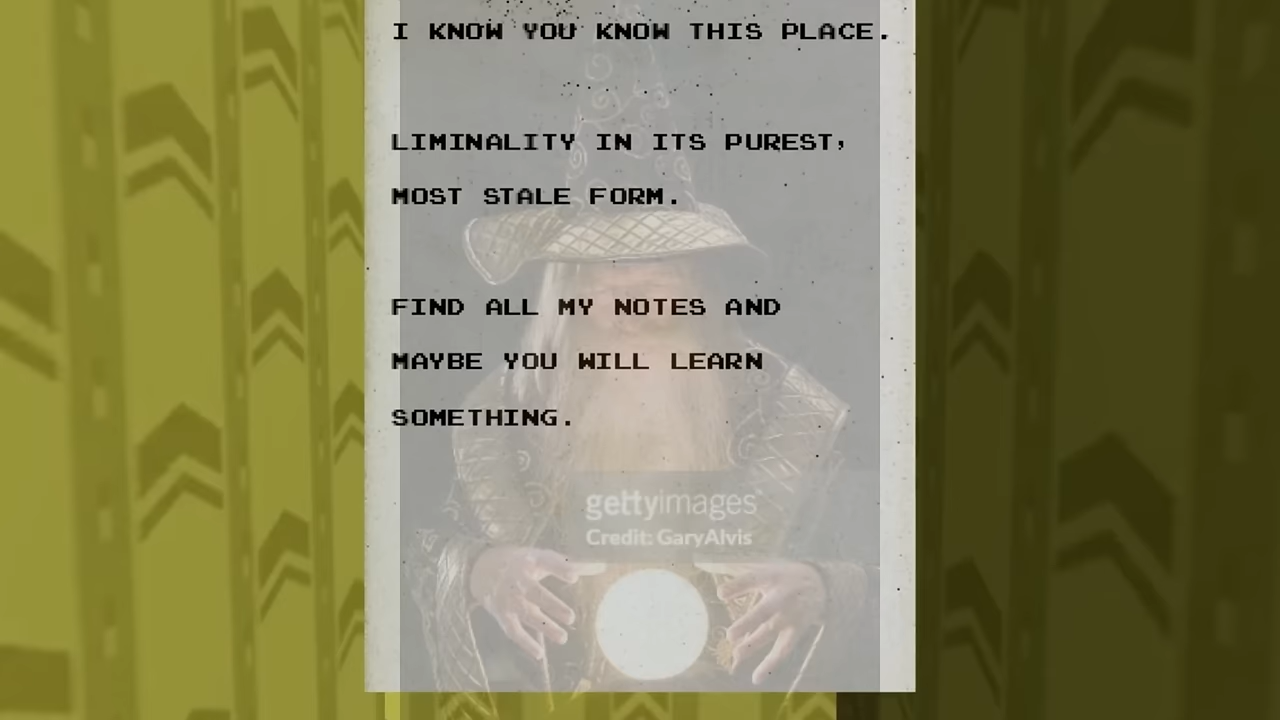 I KNOW YOU KNOW THIS PLACE.
LIMINALITY IN ITS PUREST,
MOST STALE FORM.
FIND ALL MY NOTES AND
MAYBE YOU WILL LEARN
SOMETHING.
gettyimages
Credit: GaryAlvis